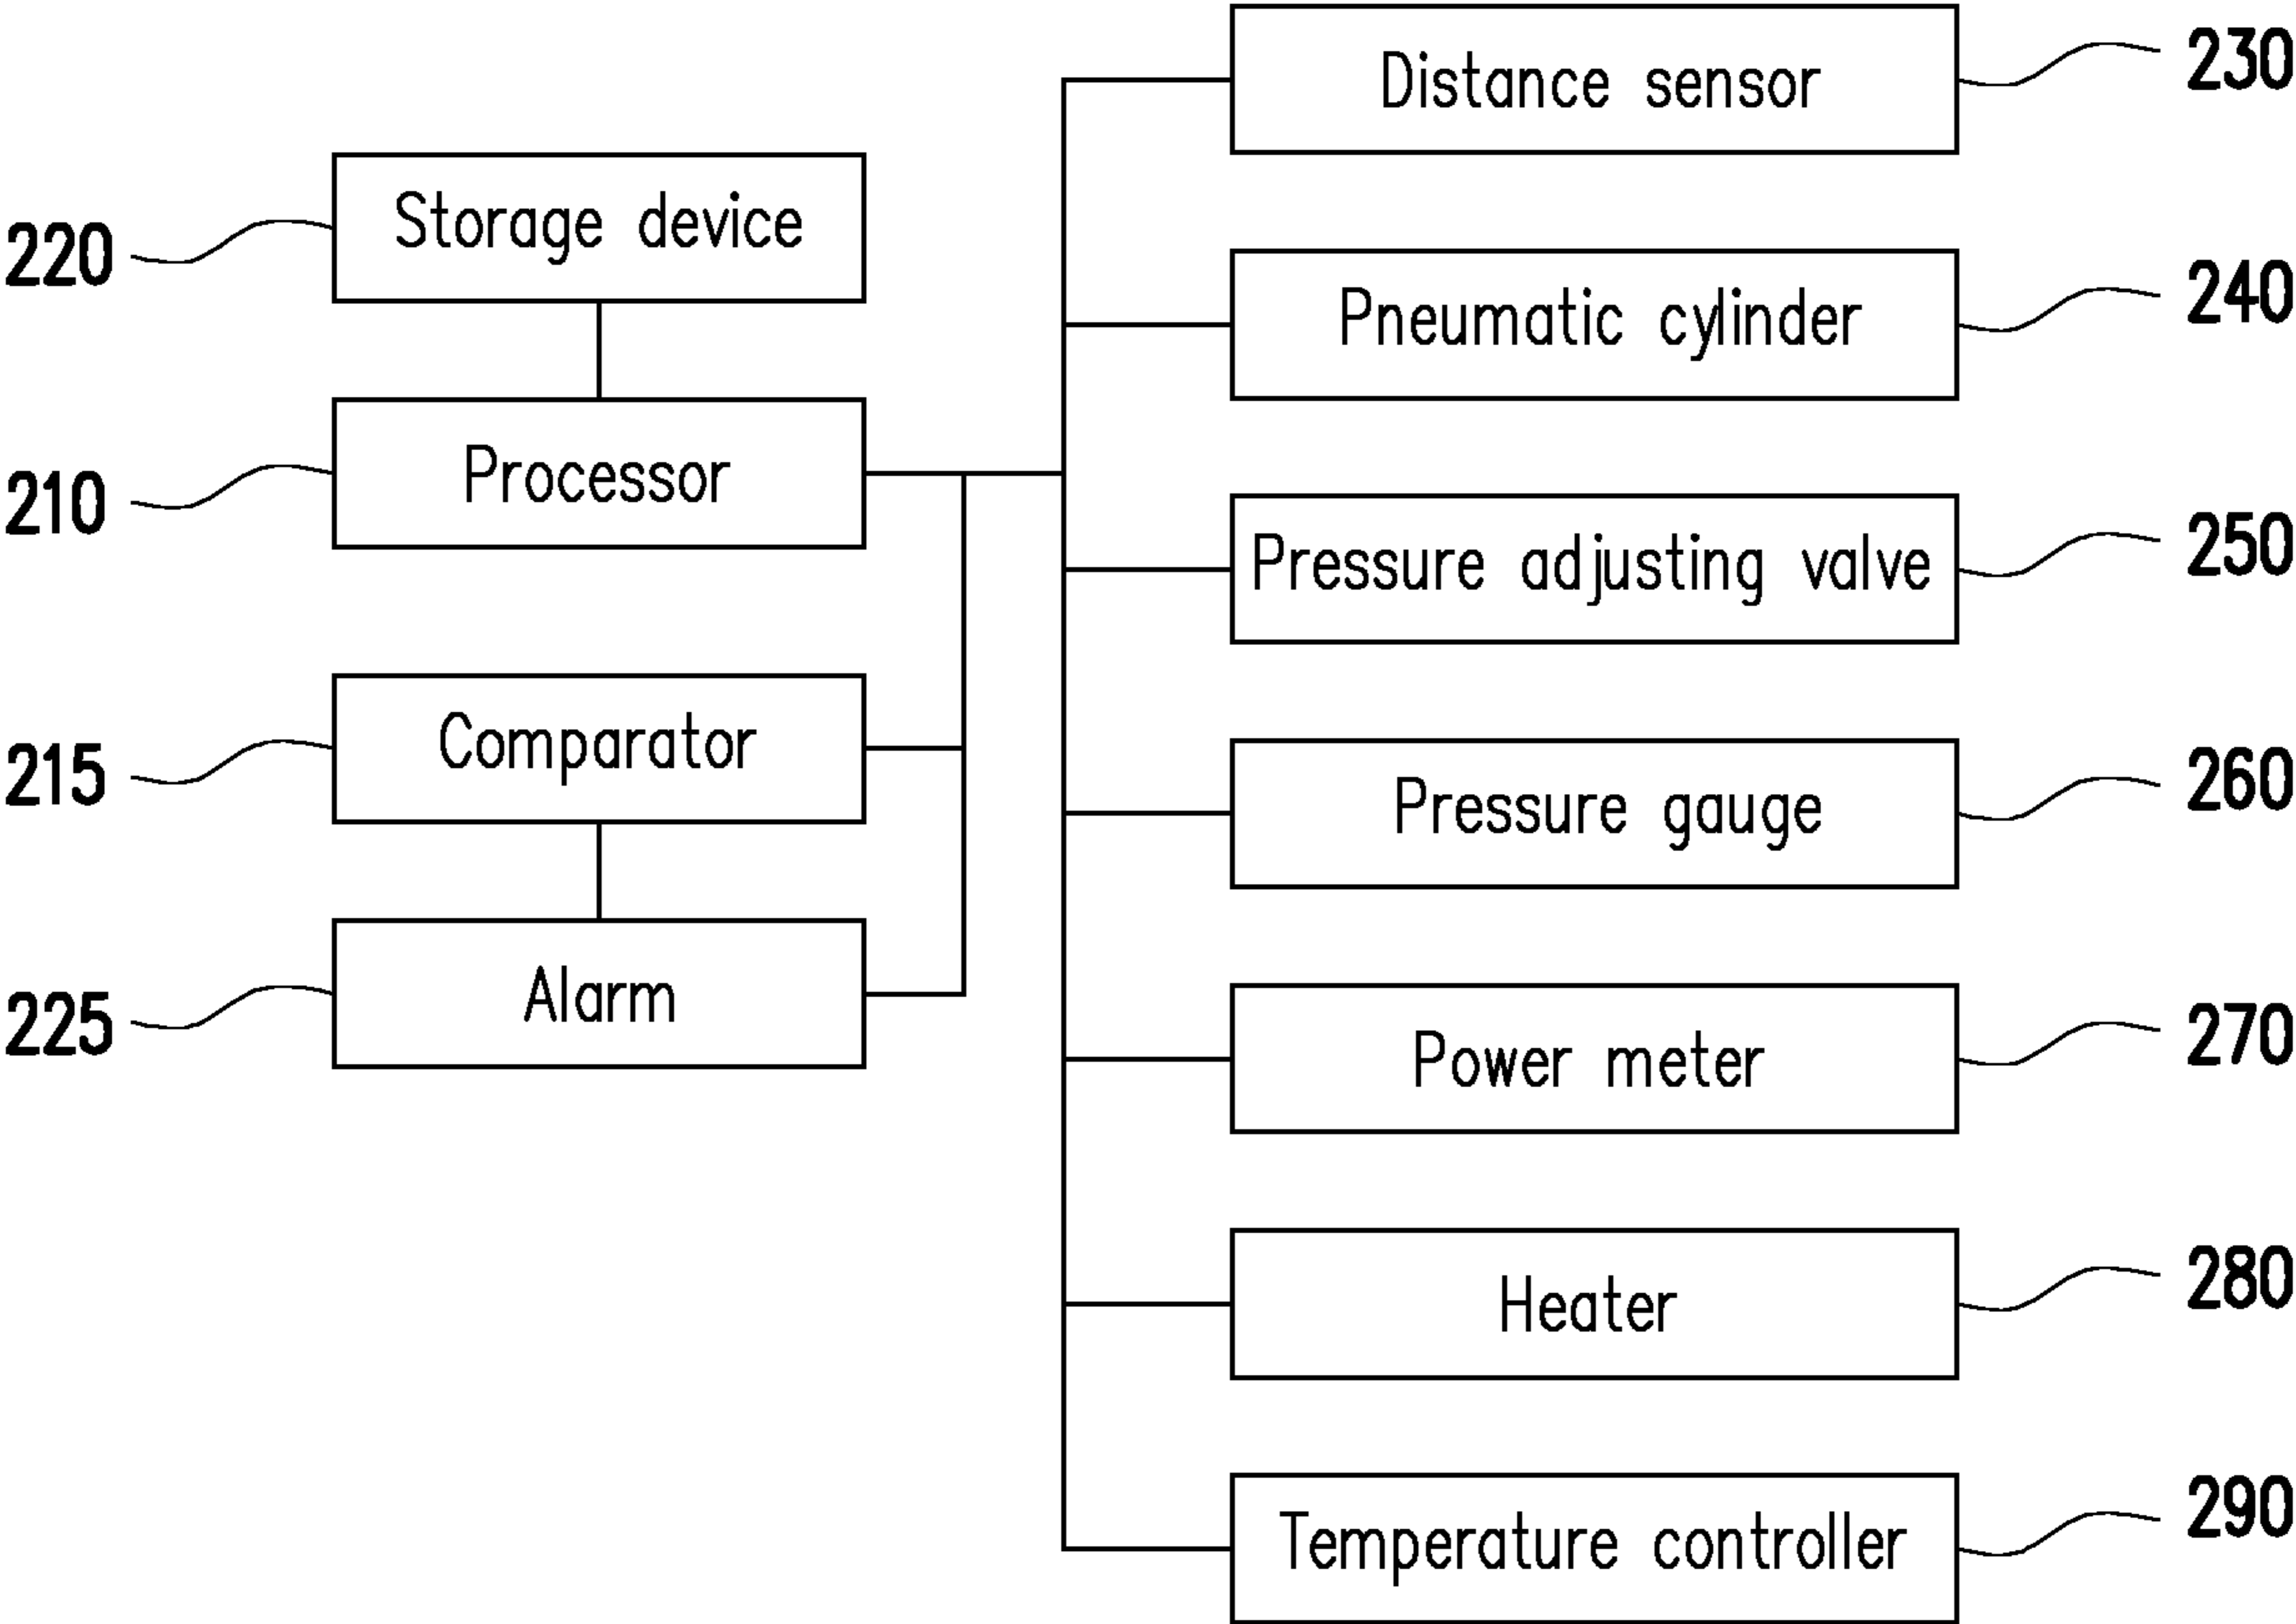 220
Storage device
210
Processor
215
Comparator
225
Alarm
Distance sensor
230
Pneumatic cylinder
240
Pressure adjusting valve
250
Pressure gauge
260
Power meter
270
Heater
280
Temperature controller
290